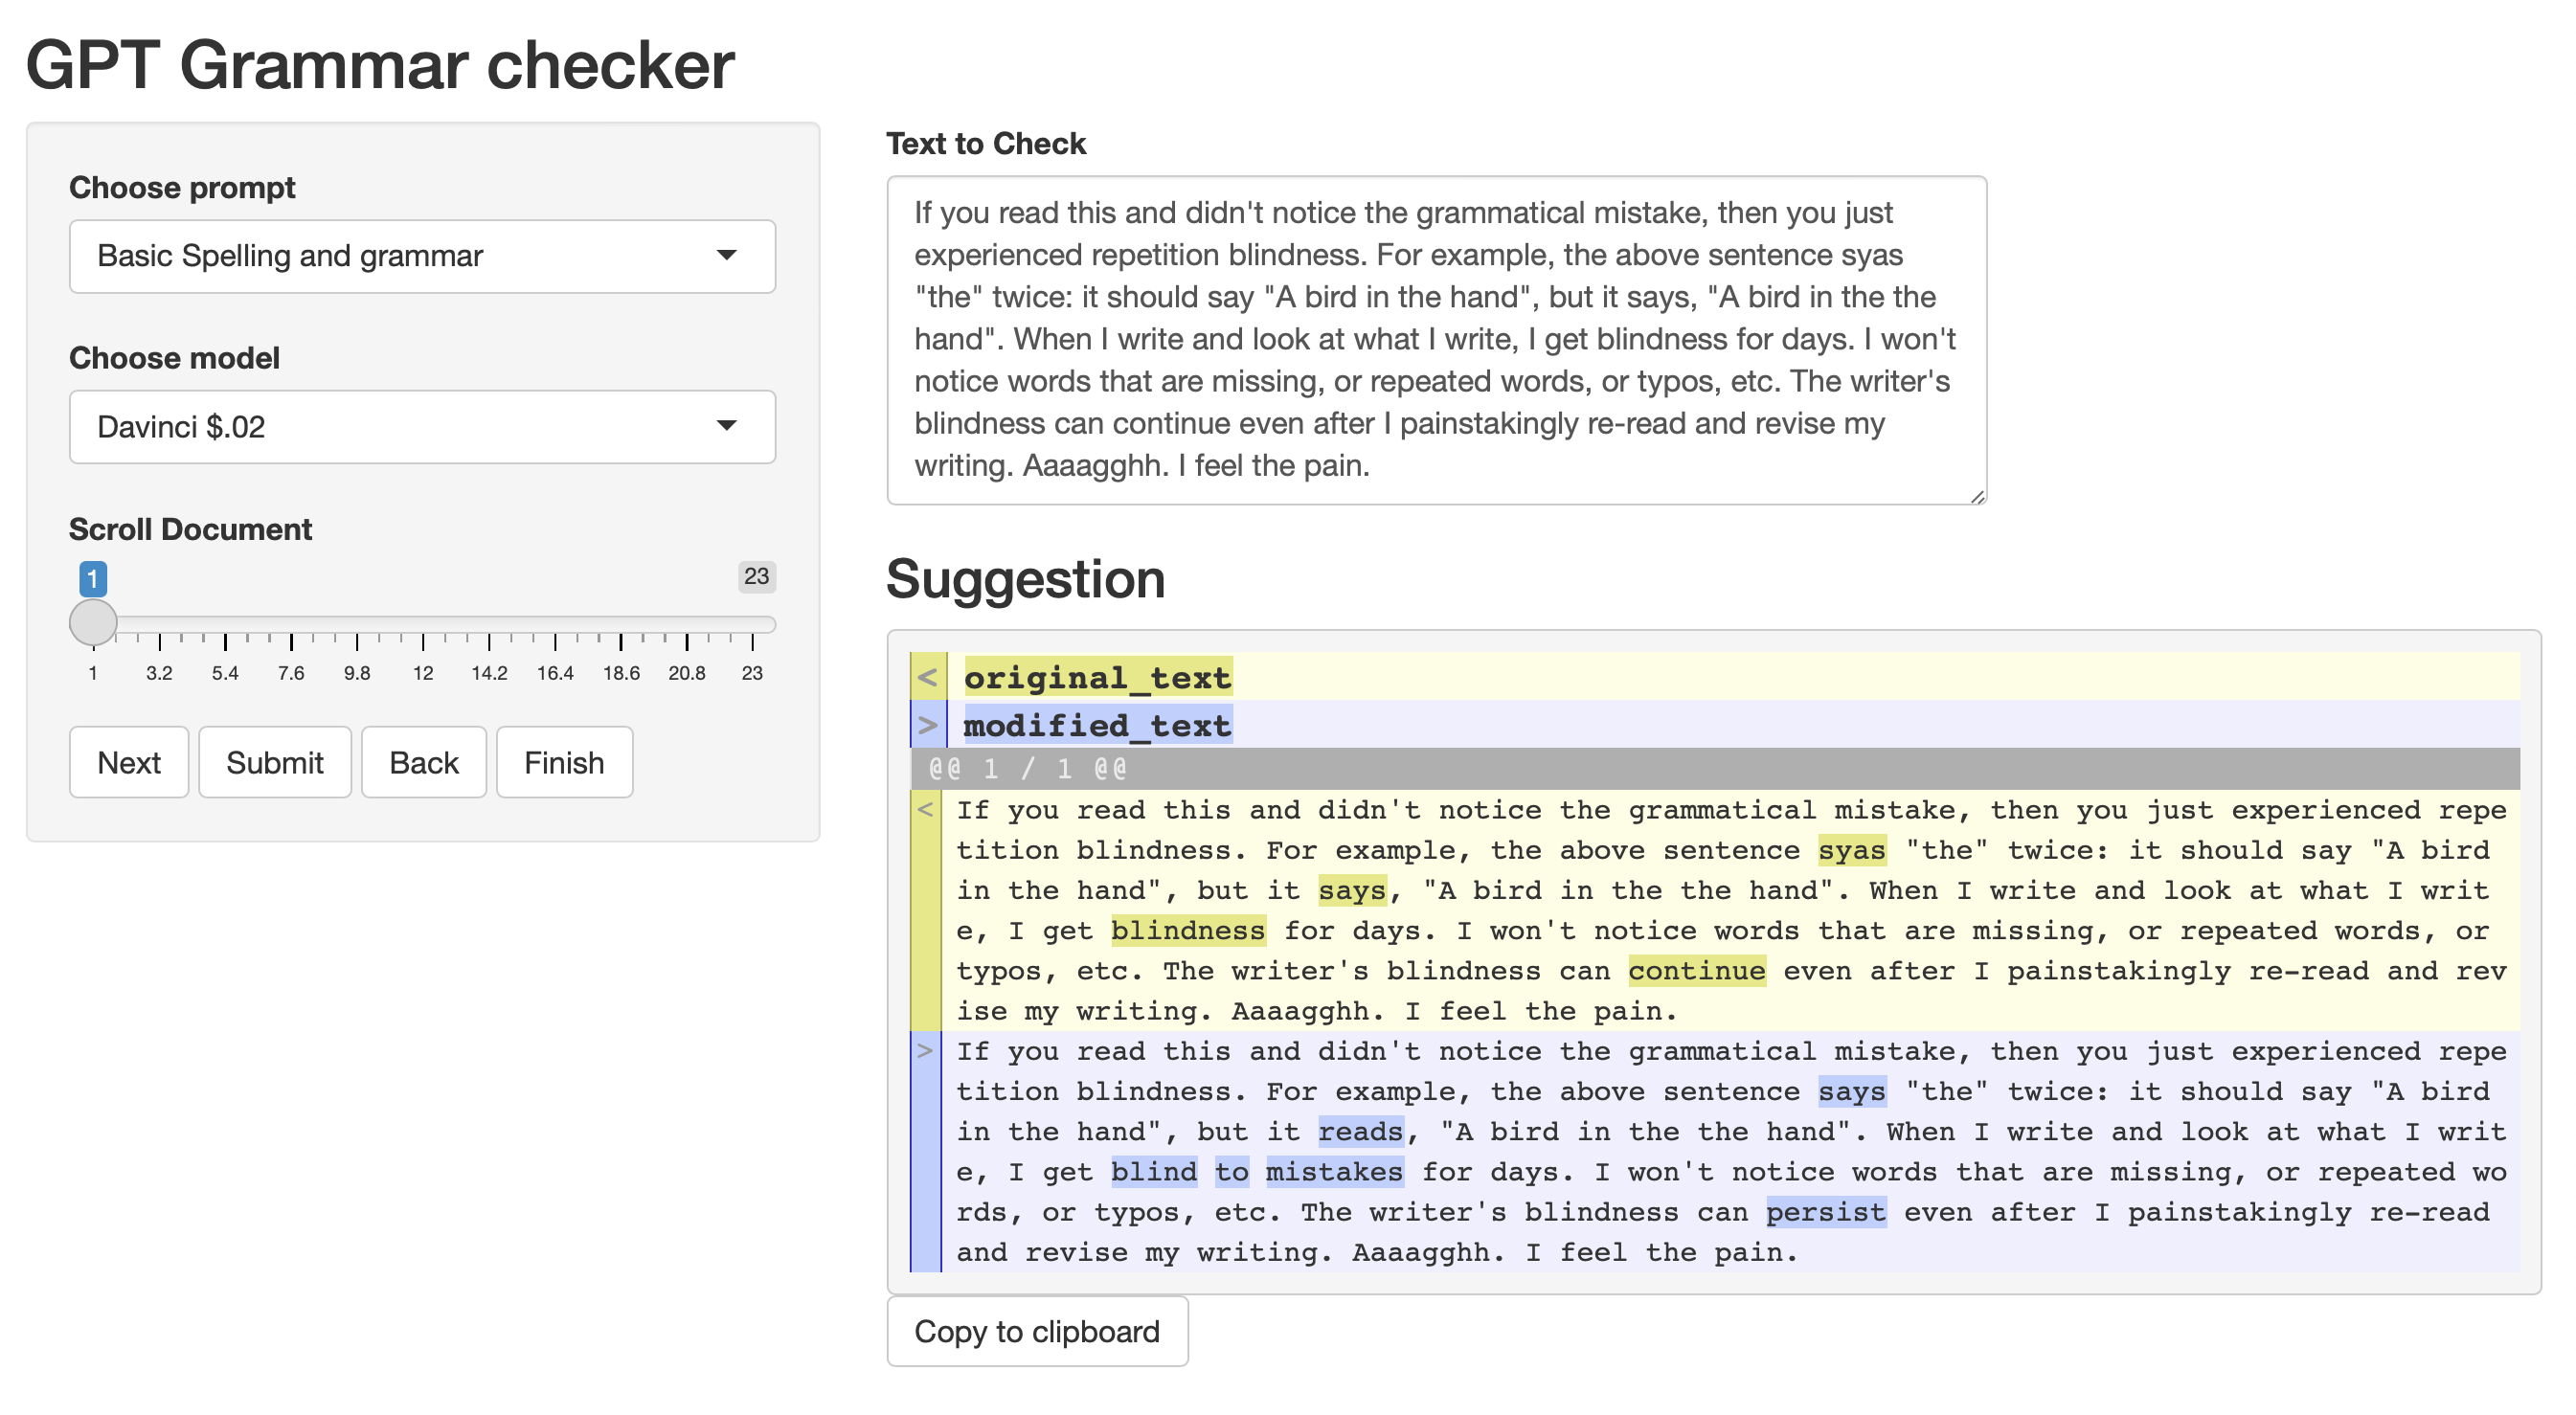 GPT Grammar checker
Choose prompt
Basic Spelling and grammar
Choose model
Davinci $.02
Scroll Document
1
23
1 3.2 5.4 7.6 9.8 12 14.2 16.4 18.6 20.8 23
Next Submit Back Finish
Text to Check
If you read this and didn't notice the grammatical mistake, then you just
experienced repetition blindness. For example, the above sentence syas
"the" twice: it should say "A bird in the hand", but it says, "A bird in the the
hand". When I write and look at what I write, I get blindness for days. I won't
notice words that are missing, or repeated words, or typos, etc. The writer's
blindness can continue even after I painstakingly re-read and revise my
writing. Aaaagghh. I feel the pain.
Suggestion
< original_text
> modified_text
@@ 1 / 1 @@
< If you read this and didn't notice the grammatical mistake, then you just experienced repe
tition blindness. For example, the above sentence syas "the" twice: it should say "A bird
in the hand", but it says, "A bird in the the hand". When I write and look at what I writ
e, I get blindness for days. I won't notice words that are missing, or repeated words, or
typos, etc. The writer's blindness can continue even after I painstakingly re-read and rev
ise my writing. Aaaagghh. I feel the pain.
> If you read this and didn't notice the grammatical mistake, then you just experienced repe
tition blindness. For example, the above sentence says "the" twice: it should say "A bird
in the hand", but it reads, "A bird in the the hand". When I write and look at what I writ
e, I get blind to mistakes for days. I won't notice words that are missing, or repeated wo
rds, or typos, etc. The writer's blindness can persist even after I painstakingly re-read
and revise my writing. Aaaagghh. I feel the pain.
Copy to clipboard